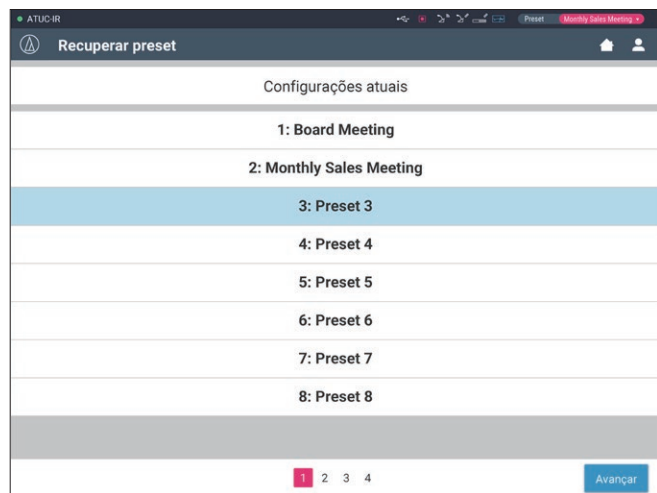 ATUC-IR Preset Monthly Sales Meeting
Recuperar preset
Configurações atuais
1: Board Meeting
2: Monthly Sales Meeting
3: Preset 3
4: Preset 4
5: Preset 5
6: Preset 6
7: Preset 7
8: Preset 8
1 2 3 4 Avançar